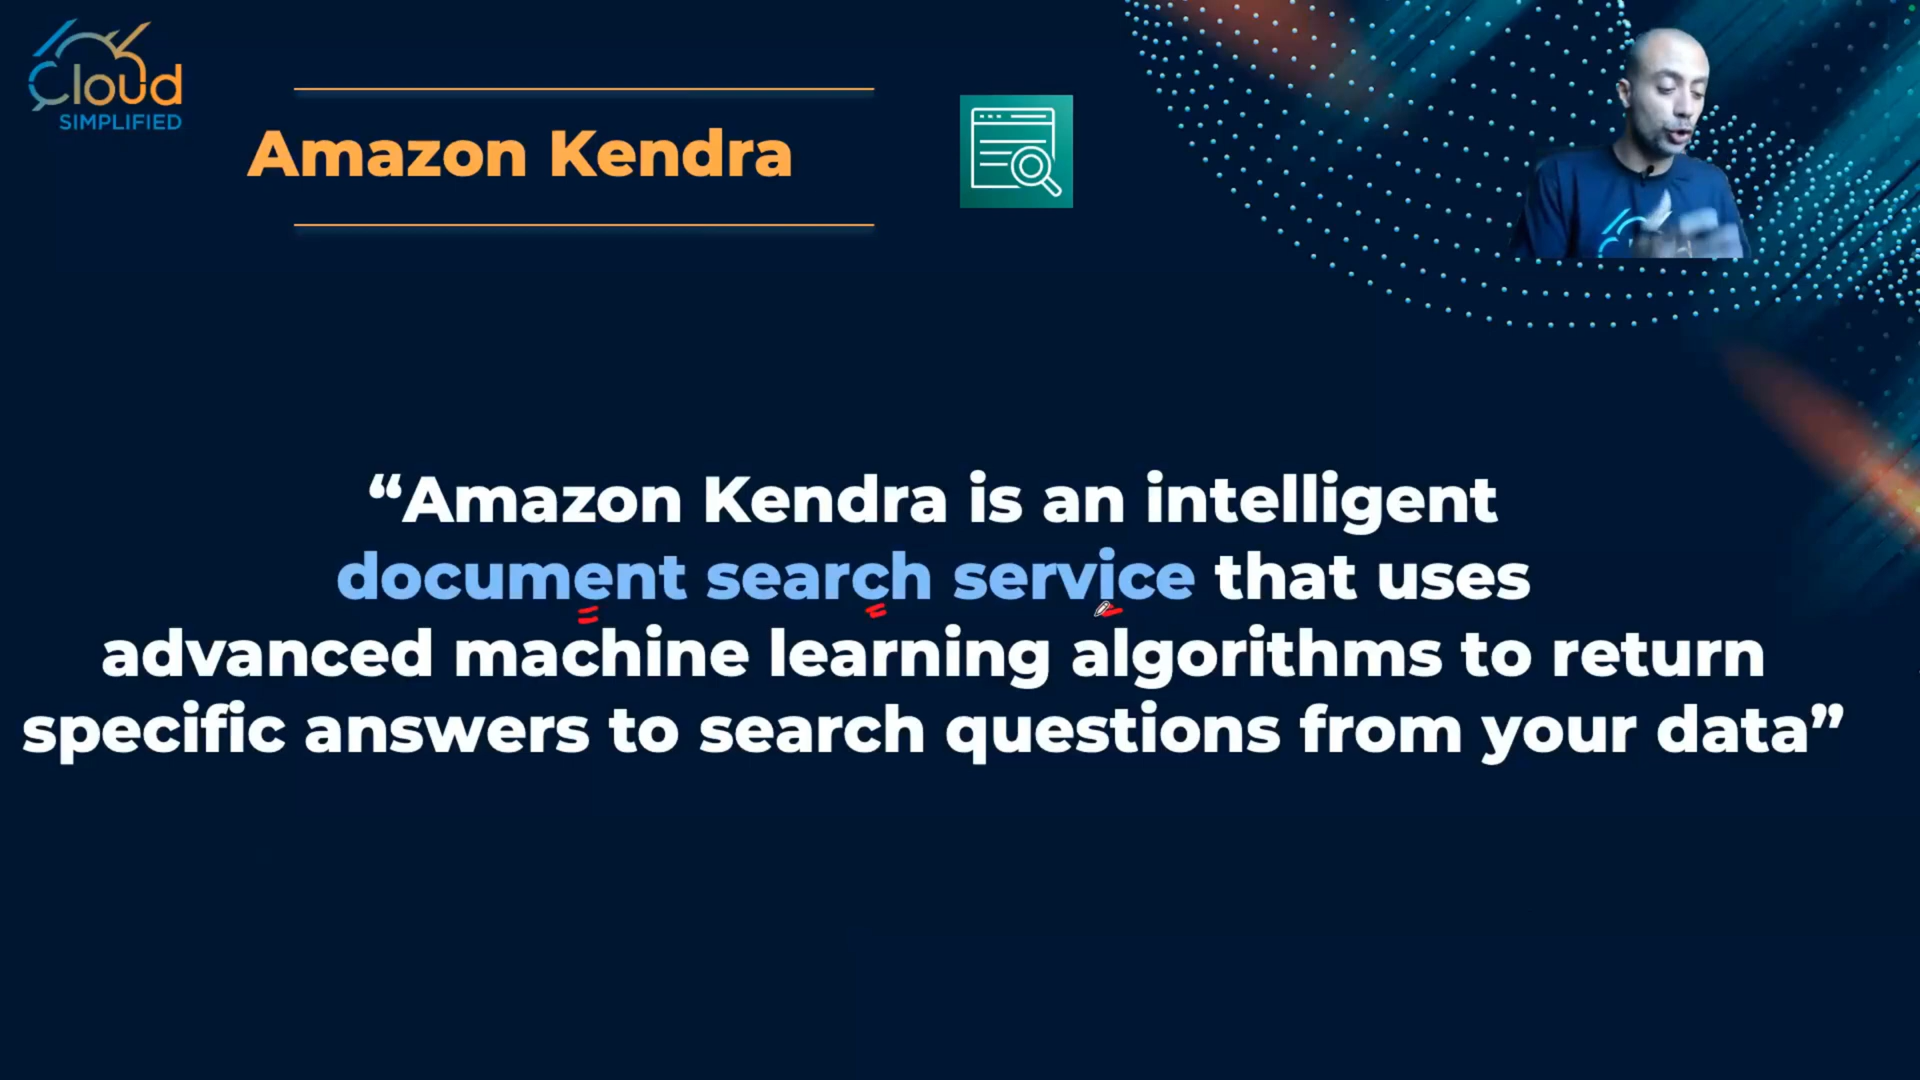 Cloud
SIMPLIFIED
Amazon Kendra
“Amazon Kendra is an intelligent
document search service that uses
advanced machine learning algorithms to return
specific answers to search questions from your data”